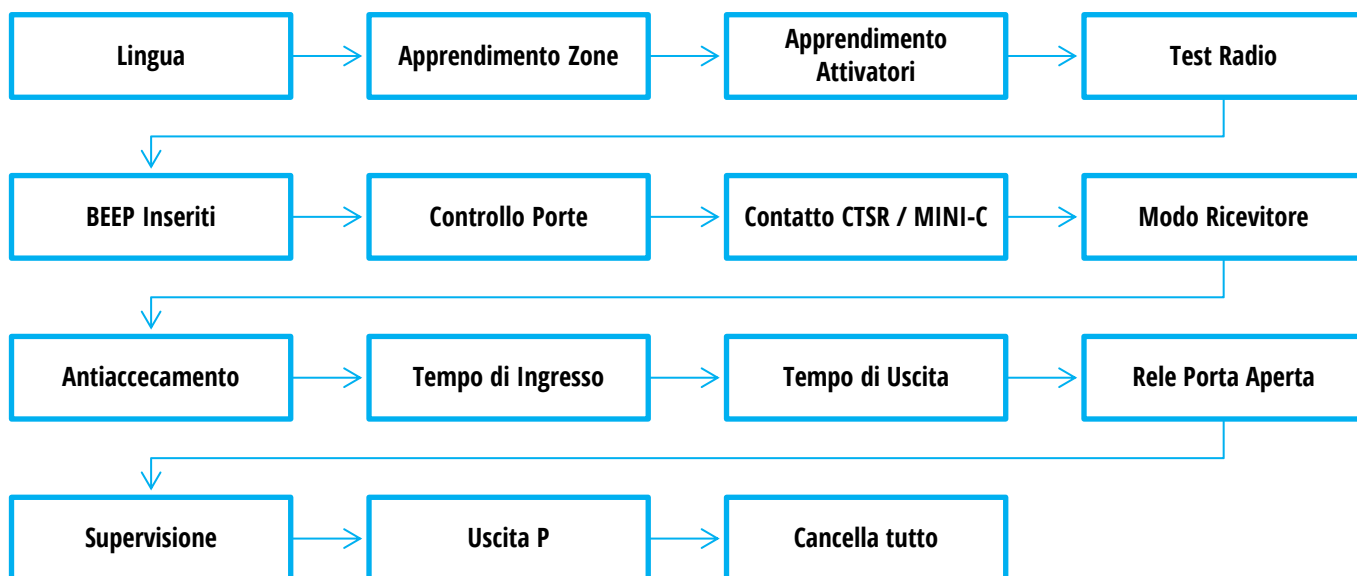 Lingua
Apprendimento Zone
Apprendimento
Attivatori
Test Radio
BEEP Inseriti
Controllo Porte
Contatto CTSR / MINI-C
Modo Ricevitore
Antiaccecamento
Tempo di Ingresso
Tempo di Uscita
Rele Porta Aperta
Supervisione
Uscita P
Cancella tutto